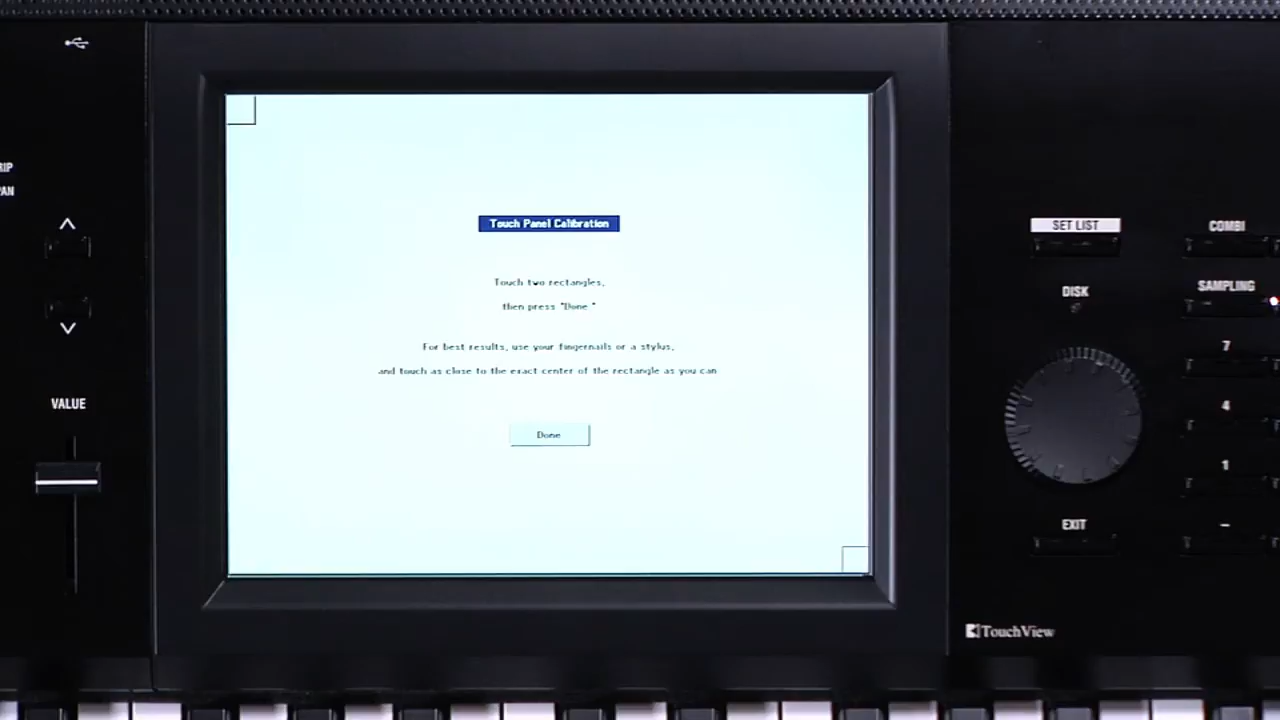 RIP
PAN
VALUE
Touch Panel Calibration
Touch two rectangles,
then press "Done "
For best results, use your fingernails or a stylus,
and touch as close to the exact center of the rectangle as you can
Done
SET LIST
COMBI
DISK
SAMPLING
7
4
1
EXIT
-
TouchView